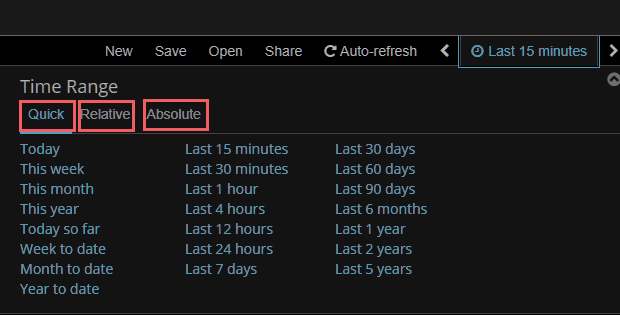 New Save Open Share Auto-refresh Last 15 minutes
Time Range
Quick Relative Absolute
Today Last 15 minutes Last 30 days
This week Last 30 minutes Last 60 days
This month Last 1 hour Last 90 days
This year Last 4 hours Last 6 months
Today so far Last 12 hours Last 1 year
Week to date Last 24 hours Last 2 years
Month to date Last 7 days Last 5 years
Year to date